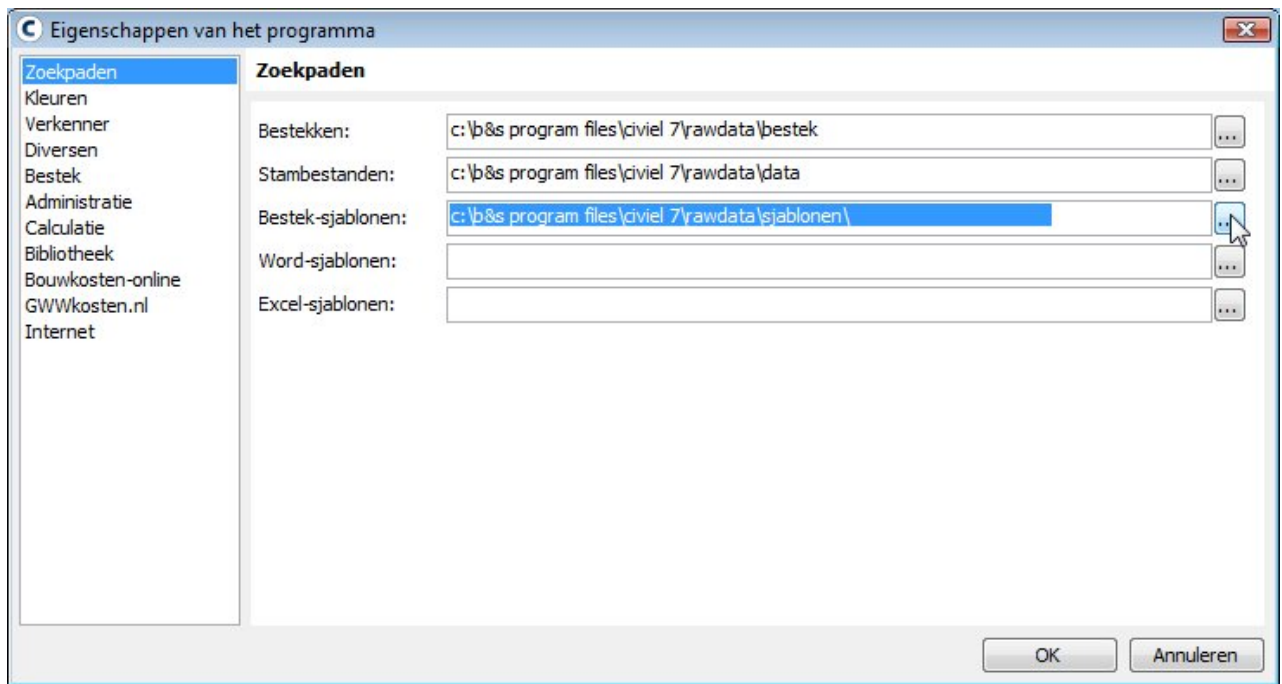 C Eigenschappen van het programma
Zoekpaden
Kleuren
Verkenner
Diversen
Bestek
Administratie
Calculatie
Bibliotheek
Bouwkosten-online
GWWkosten.nl
Internet
Zoekpaden
Bestekken: c:\b&s program files\civiel 7\rawdata\bestek ...
Stambestanden: c:\b&s program files\civiel 7\rawdata\data ...
Bestek-sjablonen: c:\b&s program files\civiel 7\rawdata\sjablonen\ ...
Word-sjablonen: ...
Excel-sjablonen: ...
OK Annuleren